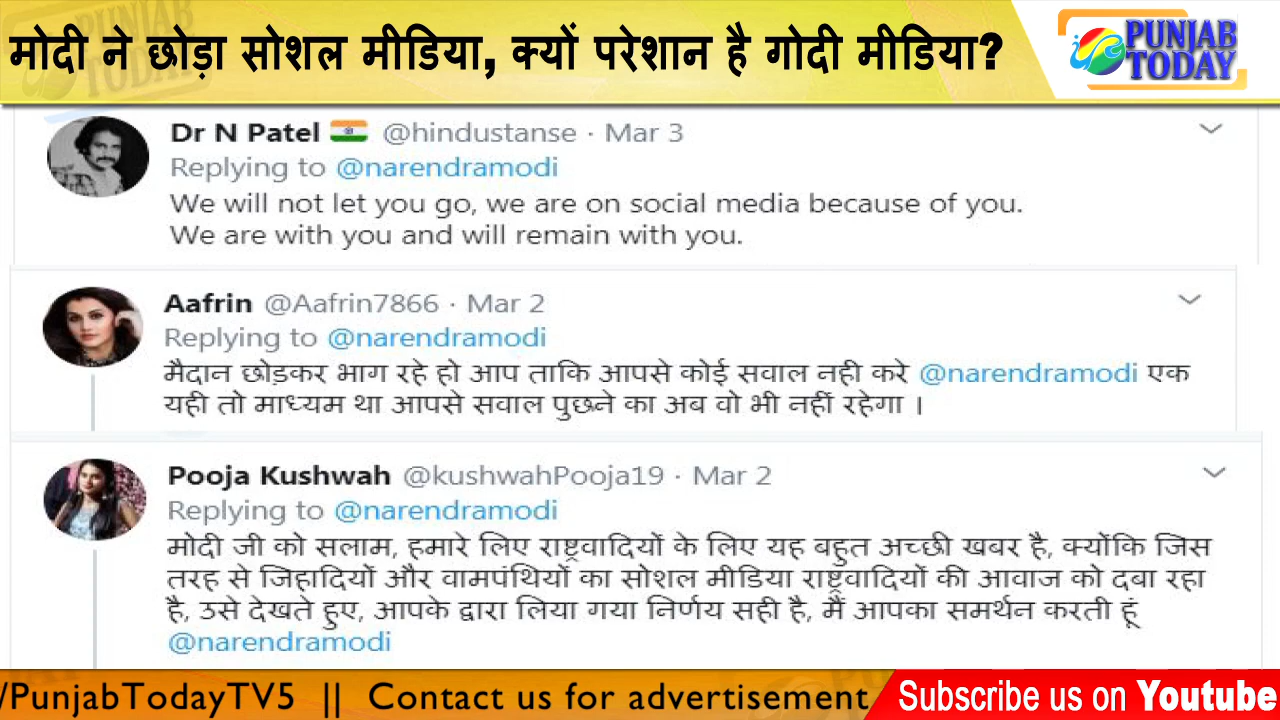 मोदी ने छोड़ा सोशल मीडिया, क्यों परेशान है गोदी मीडिया?
PUNJAB
TODAY
Dr N Patel @hindustanse · Mar 3
Replying to @narendramodi
We will not let you go, we are on social media because of you.
We are with you and will remain with you.
Aafrin @Aafrin7866 · Mar 2
Replying to @narendramodi
मैदान छोड़कर भाग रहे हो आप ताकि आपसे कोई सवाल नही करे @narendramodi एक
यही तो माध्यम था आपसे सवाल पुछने का अब वो भी नहीं रहेगा ।
Pooja Kushwah @kushwahPooja19 · Mar 2
Replying to @narendramodi
मोदी जी को सलाम, हमारे लिए राष्ट्रवादियों के लिए यह बहुत अच्छी खबर है, क्योंकि जिस
तरह से जिहादियों और वामपंथियों का सोशल मीडिया राष्ट्रवादियों की आवाज को दबा रहा
है, उसे देखते हुए, आपके द्वारा लिया गया निर्णय सही है, मैं आपका समर्थन करती हूं
@narendramodi
/PunjabTodayTV5 || Contact us for advertisement
Subscribe us on Youtube